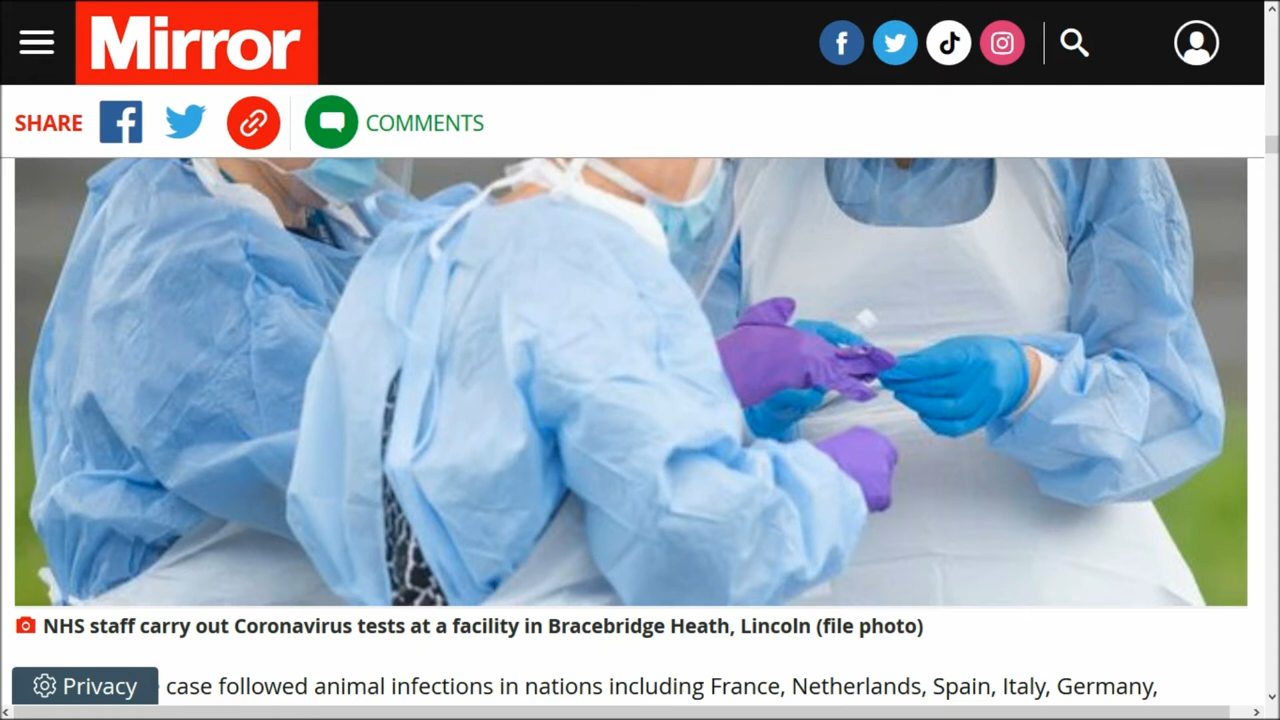 Mirror
SHARE
COMMENTS
NHS staff carry out Coronavirus tests at a facility in Bracebridge Heath, Lincoln (file photo)
Privacy
case followed animal infections in nations including France, Netherlands, Spain, Italy, Germany,